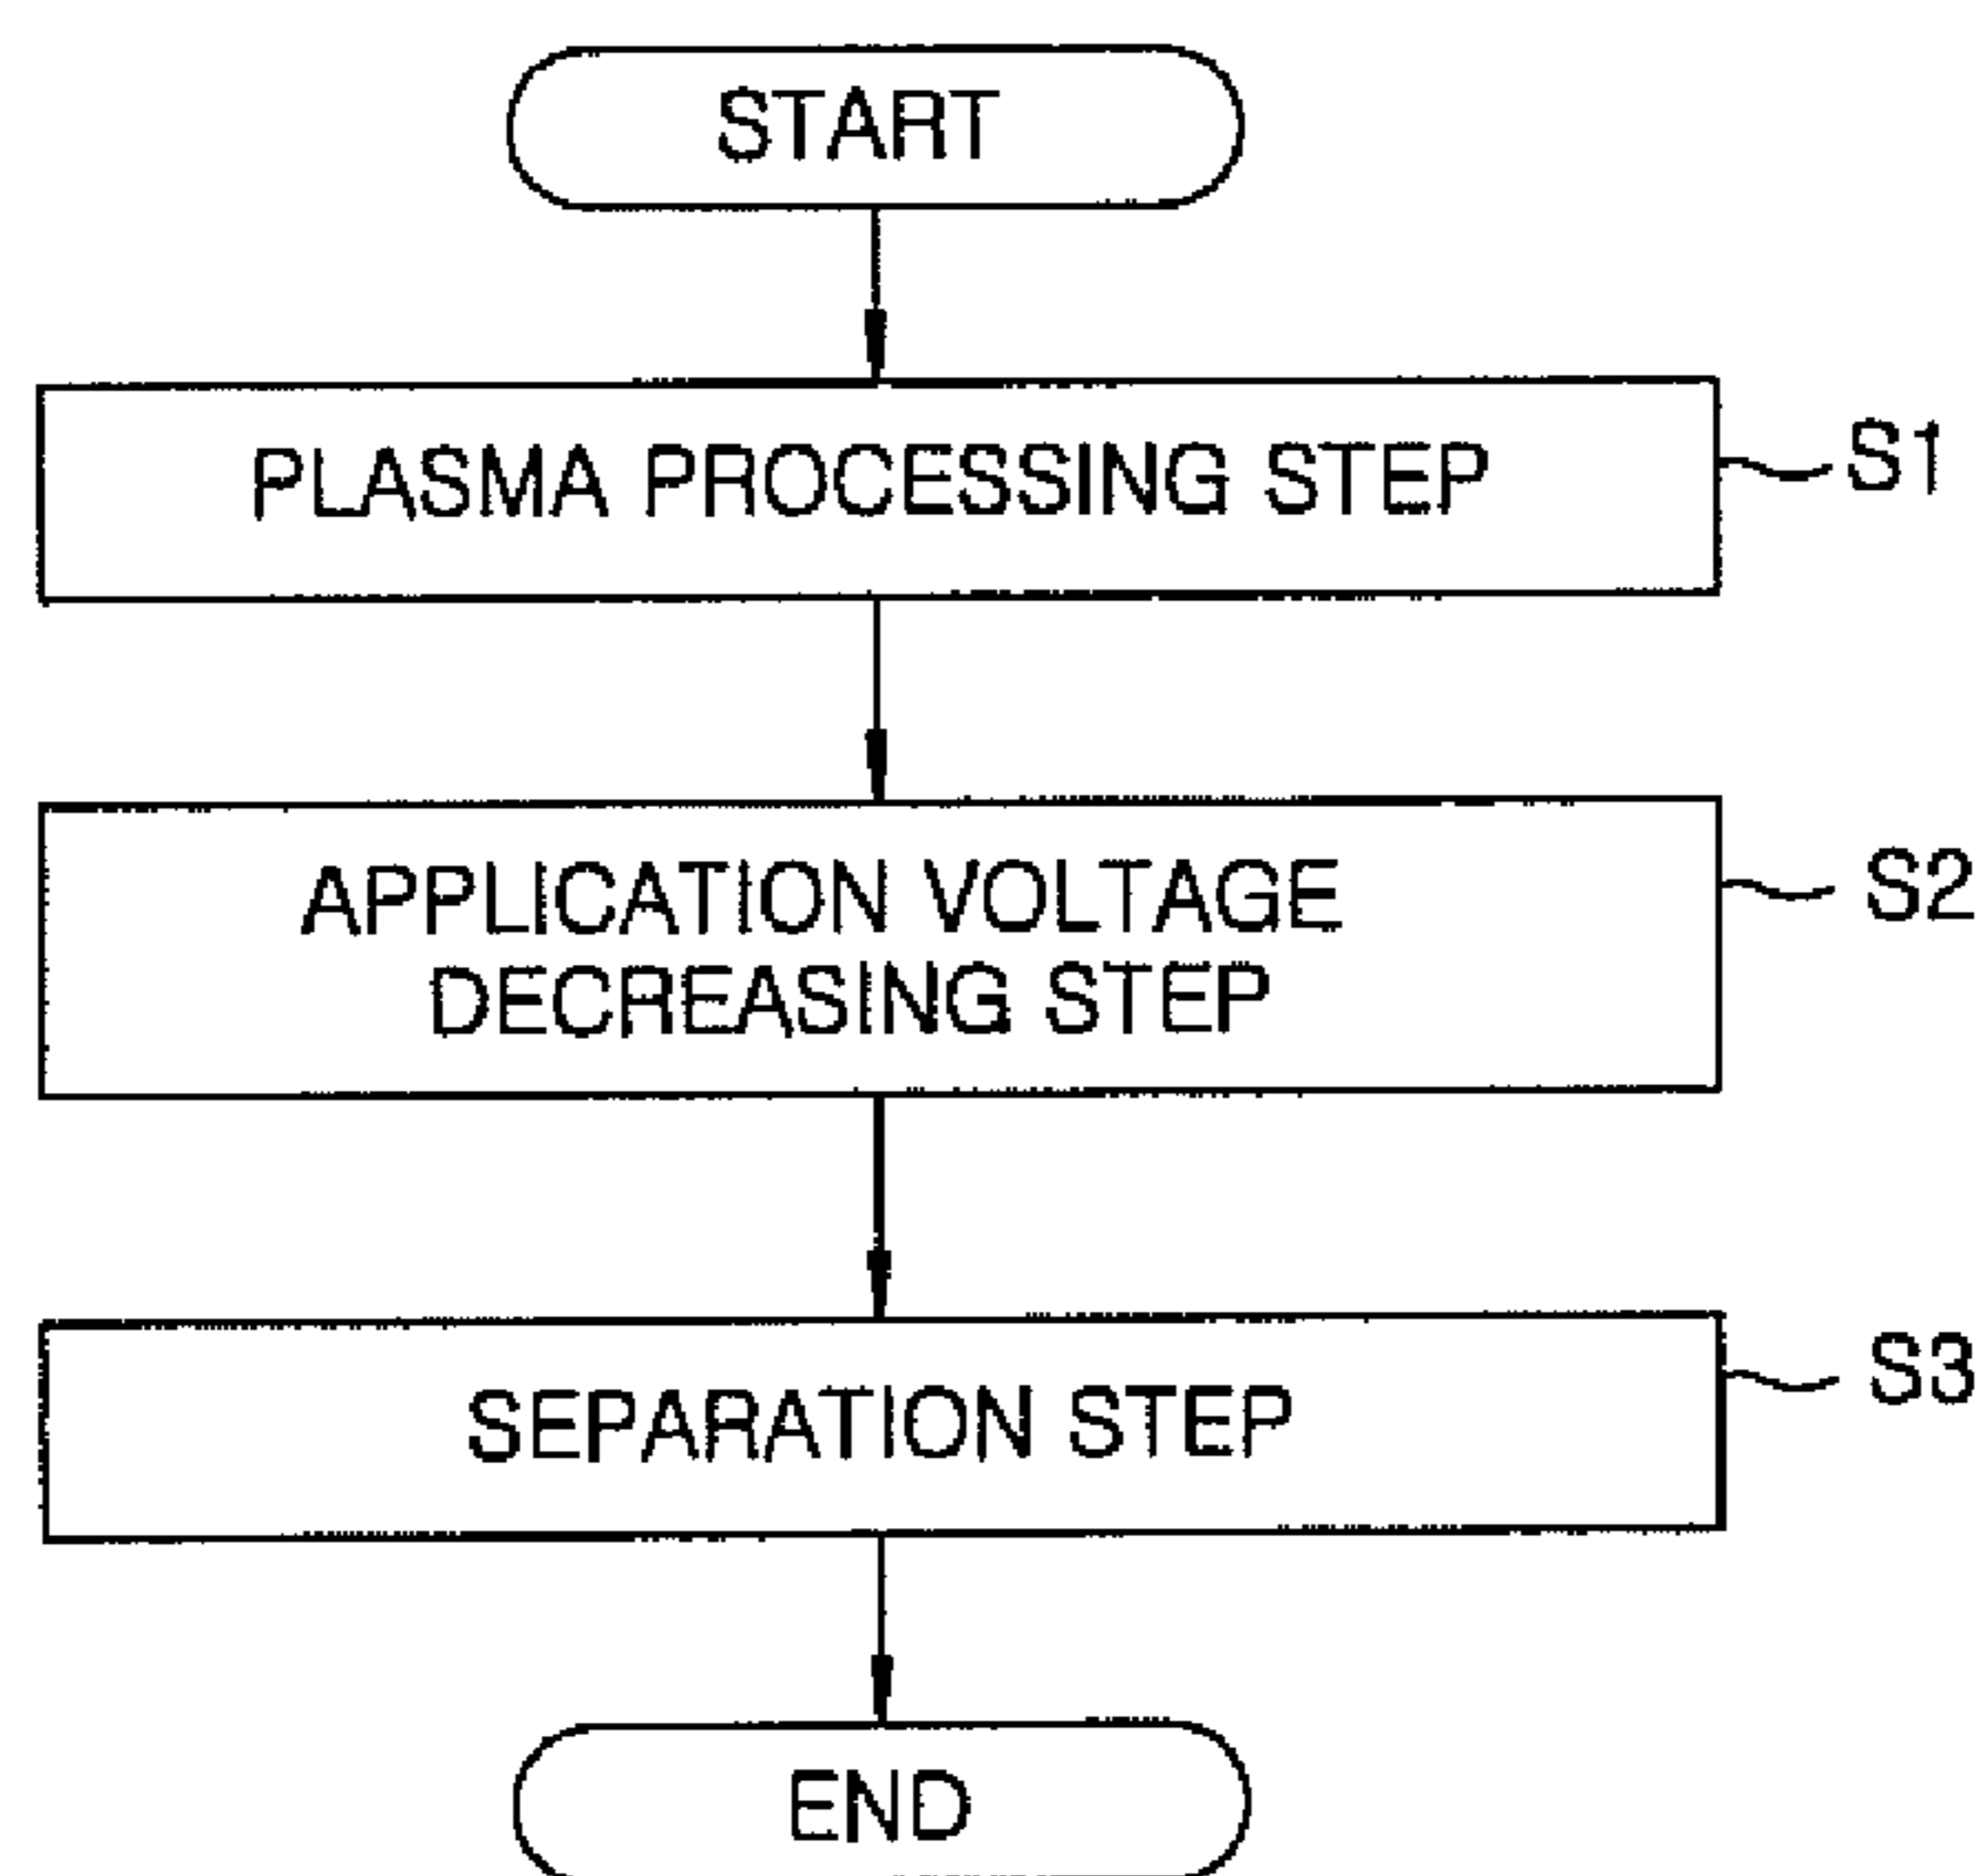 START
PLASMA PROCESSING STEP
S1
APPLICATION VOLTAGE
DECREASING STEP
S2
SEPARATION STEP
S3
END